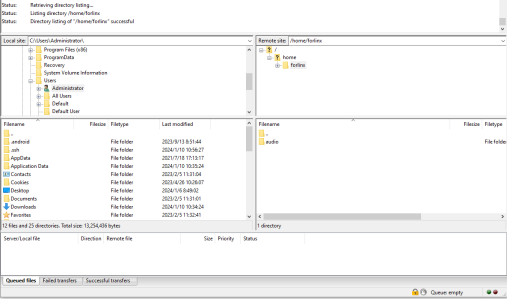 Status: Retrieving directory listing...
Status: Listing directory /home/forlinx
Status: Directory listing of "/home/forlinx" successful
Local site: C:\Users\Administrator\
Program Files (x86)
ProgramData
Recovery
System Volume Information
Users
Administrator
All Users
Default
Default User
Remote site: /home/forlinx
/
home
forlinx
Filename Filesize Filetype Last modified
..
.android File folder 2023/9/13 8:51:44
.ssh File folder 2024/1/10 10:56:27
AppData File folder 2021/7/18 17:13:17
Application Data File folder 2024/1/10 10:35:24
Contacts File folder 2023/2/5 11:31:04
Cookies File folder 2023/4/26 10:26:07
Desktop File folder 2024/1/6 8:49:02
Documents File folder 2023/2/5 11:31:01
Downloads File folder 2024/1/10 10:34:24
Favorites File folder 2023/2/5 11:32:41
12 files and 25 directories. Total size: 13,254,436 bytes
Filename Filesize Filetype
..
audio File folde
1 directory
Server/Local file Direction Remote file Size Priority Status
Queued files Failed transfers Successful transfers
Queue: empty